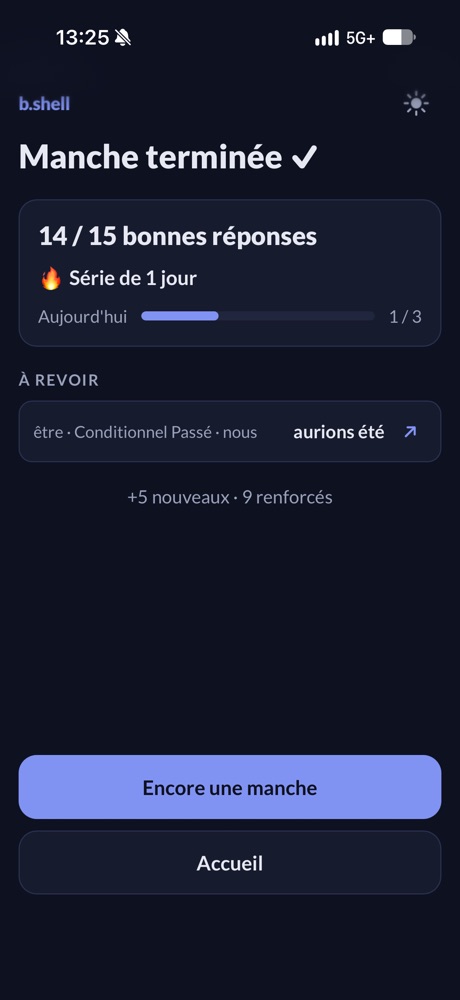 13:25 5G+
b.shell
Manche terminée ✓
14 / 15 bonnes réponses
🔥 Série de 1 jour
Aujourd'hui 1 / 3
À REVOIR
être · Conditionnel Passé · nous aurions été ↗
+5 nouveaux · 9 renforcés
Encore une manche
Accueil